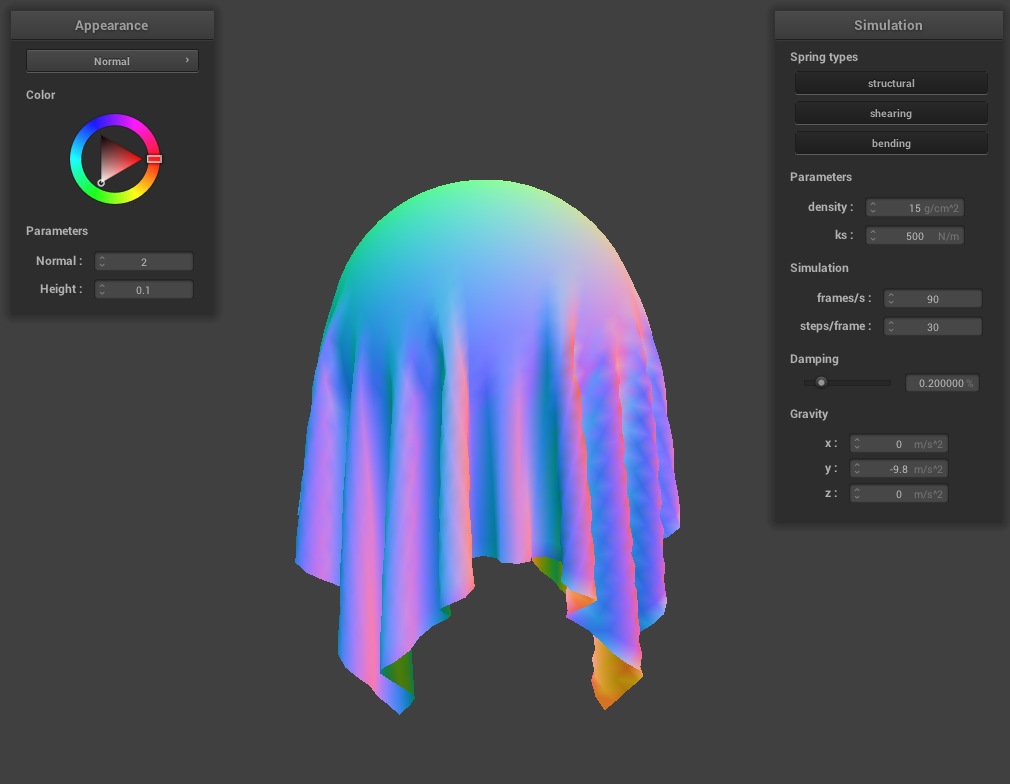 Appearance
Normal ›
Color
Parameters
Normal : 2
Height : 0.1
Simulation
Spring types
structural
shearing
bending
Parameters
density : 15 g/cm^2
ks : 500 N/m
Simulation
frames/s : 90
steps/frame : 30
Damping
0.200000 %
Gravity
x : 0 m/s^2
y : -9.8 m/s^2
z : 0 m/s^2